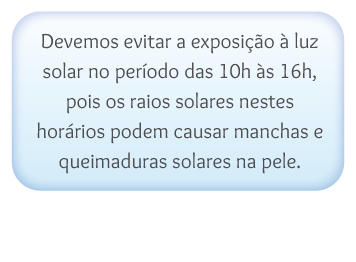 Devemos evitar a exposição à luz
solar no período das 10h às 16h,
pois os raios solares nestes
horários podem causar manchas e
queimaduras solares na pele.